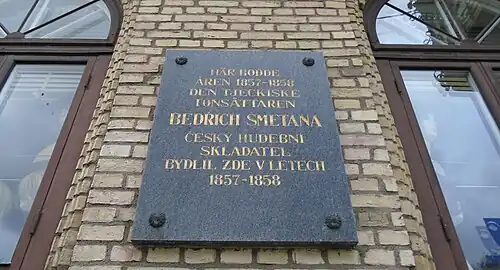 HÄR BODDE
ÅREN 1857-1858
DEN TJECKISKE
TONSÄTTAREN
BEDŘICH SMETANA
ČESKÝ HUDEBNÍ
SKLADATEL
BYDLIL ZDE V LETECH
1857-1858